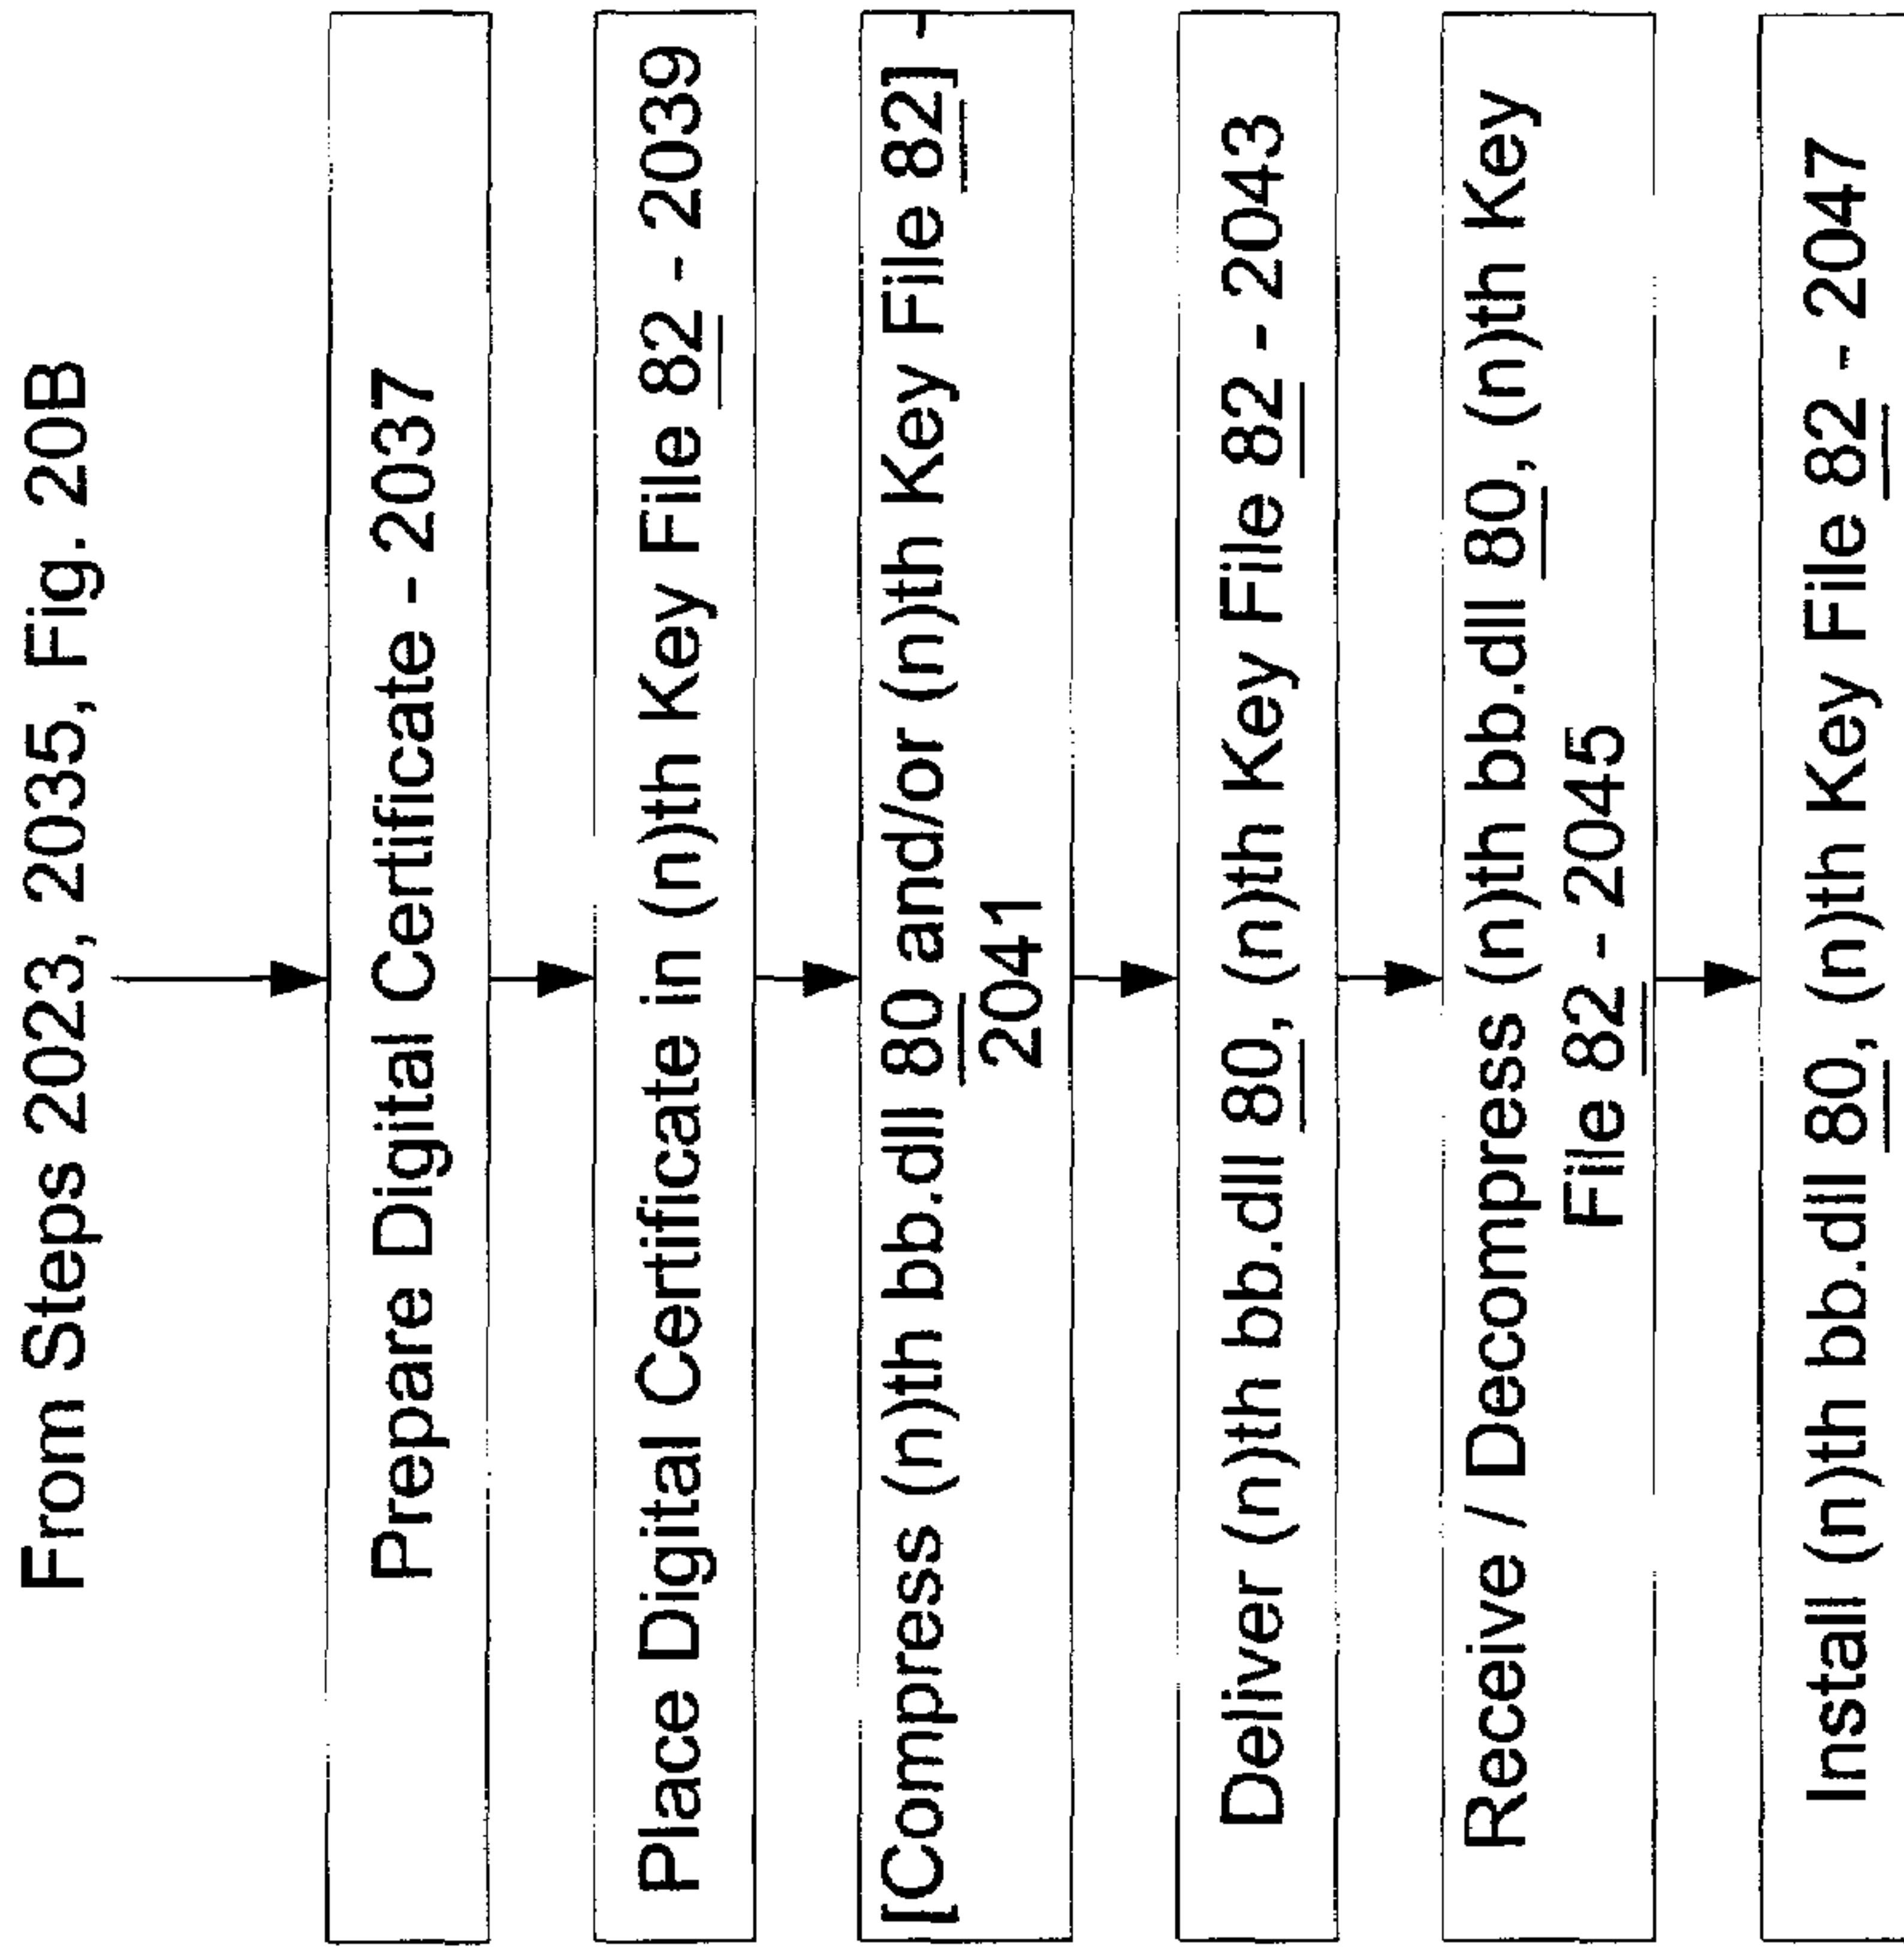 From Steps 2023, 2035, Fig. 20B
Prepare Digital Certificate - 2037
Place Digital Certificate in (n)th Key File 82 - 2039
[Compress (n)th bb.dll 80 and/or (n)th Key File 82] -
2041
Deliver (n)th bb.dll 80, (n)th Key File 82 - 2043
Receive / Decompress (n)th bb.dll 80, (n)th Key
File 82 - 2045
Install (n)th bb.dll 80, (n)th Key File 82 - 2047